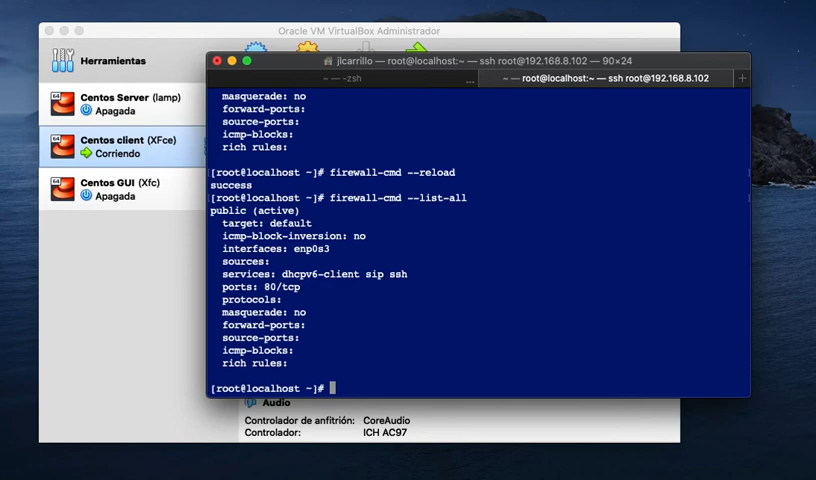 Oracle VM VirtualBox Administrador
Herramientas
Centos Server (lamp)
Apagada
Centos client (XFce)
Corriendo
Centos GUI (Xfc)
Apagada
jlcarrillo — root@localhost:~ — ssh root@192.168.8.102 — 90×24
~ — -zsh ...
~ — root@localhost:~ — ssh root@192.168.8.102 +
masquerade: no
forward-ports:
source-ports:
icmp-blocks:
rich rules:
[root@localhost ~]# firewall-cmd --reload
success
[root@localhost ~]# firewall-cmd --list-all
public (active)
target: default
icmp-block-inversion: no
interfaces: enp0s3
sources:
services: dhcpv6-client sip ssh
ports: 80/tcp
protocols:
masquerade: no
forward-ports:
source-ports:
icmp-blocks:
rich rules:
[root@localhost ~]#
Audio
Controlador de anfitrión: CoreAudio
Controlador: ICH AC97